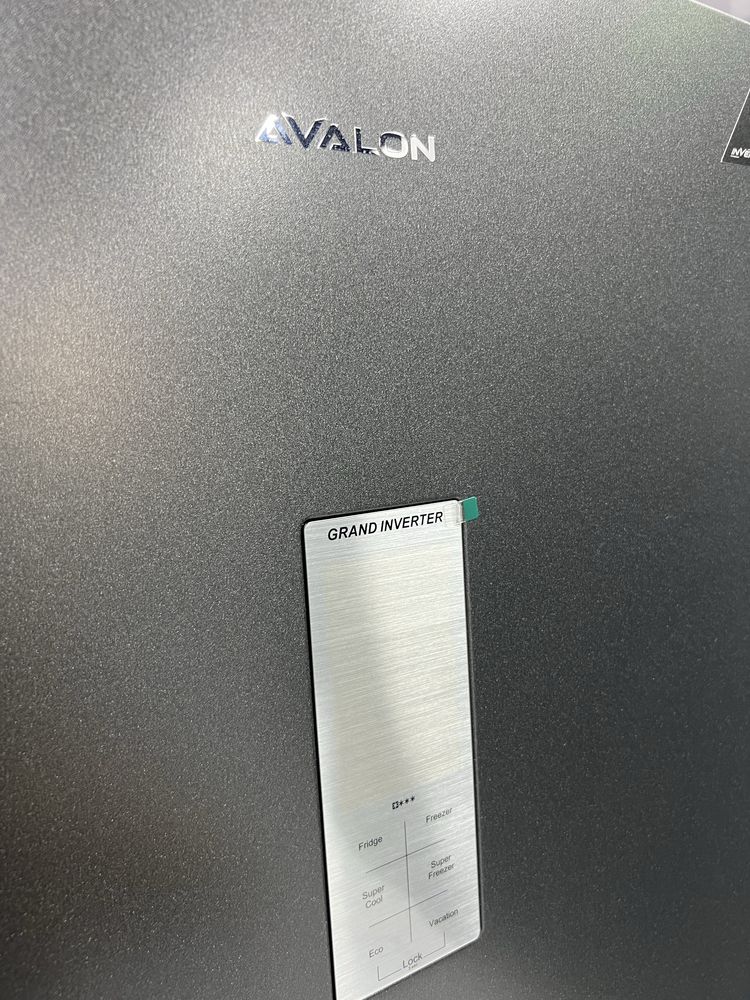 AVALON
GRAND INVERTER
Fridge
Freezer
Super
Cool
Super
Freezer
Eco
Vacation
Lock